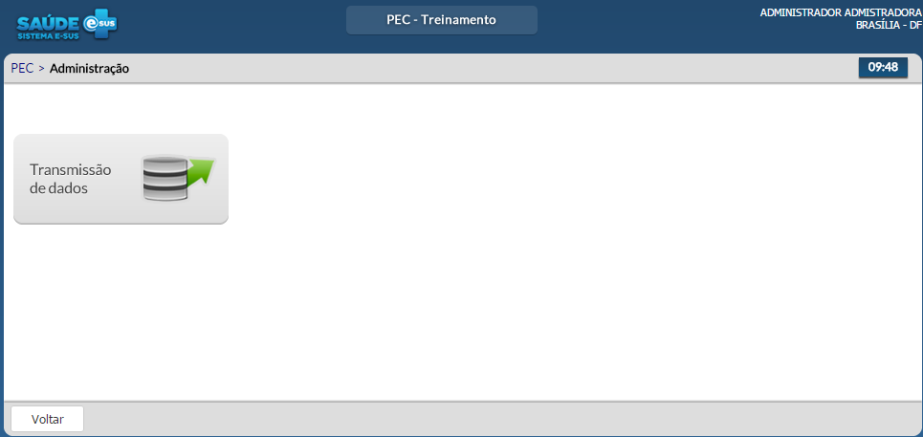 SAÚDE e-SUS
SISTEMA E-SUS
PEC - Treinamento
ADMINISTRADOR ADMISTRADORA
BRASÍLIA - DF
PEC > Administração
09:48
Transmissão
de dados
Voltar